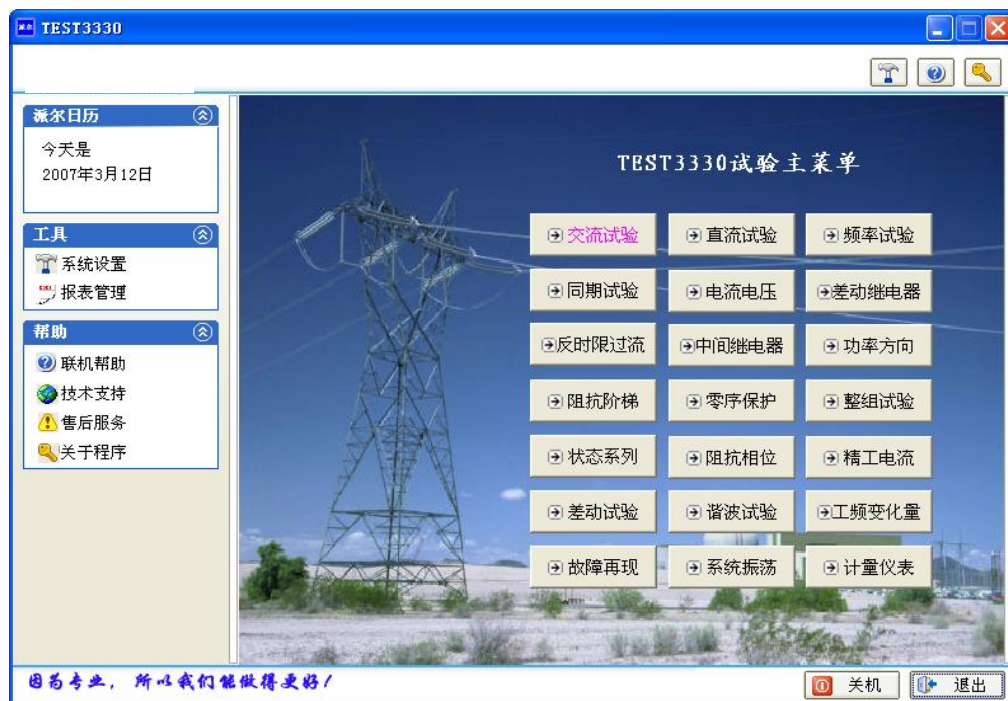 TEST3330
派尔日历
今天是
2007年3月12日
工具
系统设置
报表管理
帮助
联机帮助
技术支持
售后服务
关于程序
TEST3330试验主菜单
交流试验 直流试验 频率试验
同期试验 电流电压 差动继电器
反时限过流 中间继电器 功率方向
阻抗阶梯 零序保护 整组试验
状态系列 阻抗相位 精工电流
差动试验 谐波试验 工频变化量
故障再现 系统振荡 计量仪表
因为专业，所以我们能做得更好！
关机 退出